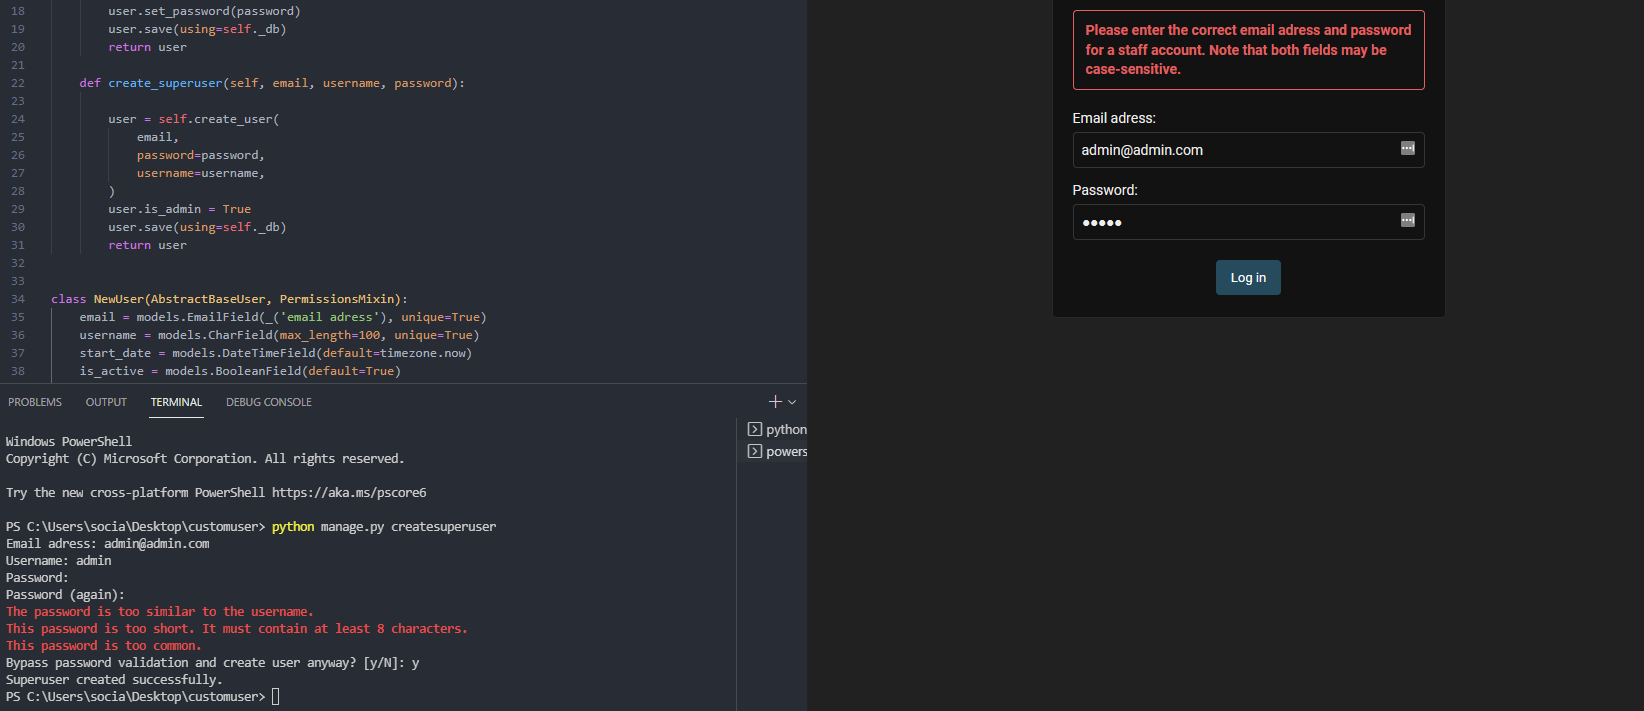 18 user.set_password(password)
19 user.save(using=self._db)
20 return user
21
22 def create_superuser(self, email, username, password):
23
24 user = self.create_user(
25 email,
26 password=password,
27 username=username,
28 )
29 user.is_admin = True
30 user.save(using=self._db)
31 return user
32
33
34 class NewUser(AbstractBaseUser, PermissionsMixin):
35 email = models.EmailField(_('email adress'), unique=True)
36 username = models.CharField(max_length=100, unique=True)
37 start_date = models.DateTimeField(default=timezone.now)
38 is_active = models.BooleanField(default=True)
PROBLEMS OUTPUT TERMINAL DEBUG CONSOLE
python
powers
Windows PowerShell
Copyright (C) Microsoft Corporation. All rights reserved.
Try the new cross-platform PowerShell https://aka.ms/pscore6
PS C:\Users\socia\Desktop\customuser> python manage.py createsuperuser
Email adress: admin@admin.com
Username: admin
Password:
Password (again):
The password is too similar to the username.
This password is too short. It must contain at least 8 characters.
This password is too common.
Bypass password validation and create user anyway? [y/N]: y
Superuser created successfully.
PS C:\Users\socia\Desktop\customuser>
Please enter the correct email adress and password
for a staff account. Note that both fields may be
case-sensitive.
Email adress:
admin@admin.com
Password:
●●●●●
Log in